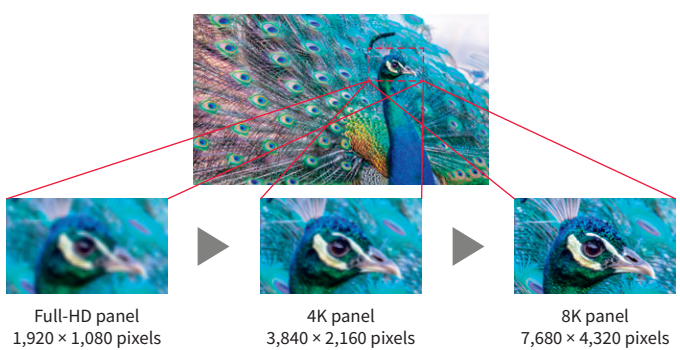 Full-HD panel
1,920 × 1,080 pixels
4K panel
3,840 × 2,160 pixels
8K panel
7,680 × 4,320 pixels